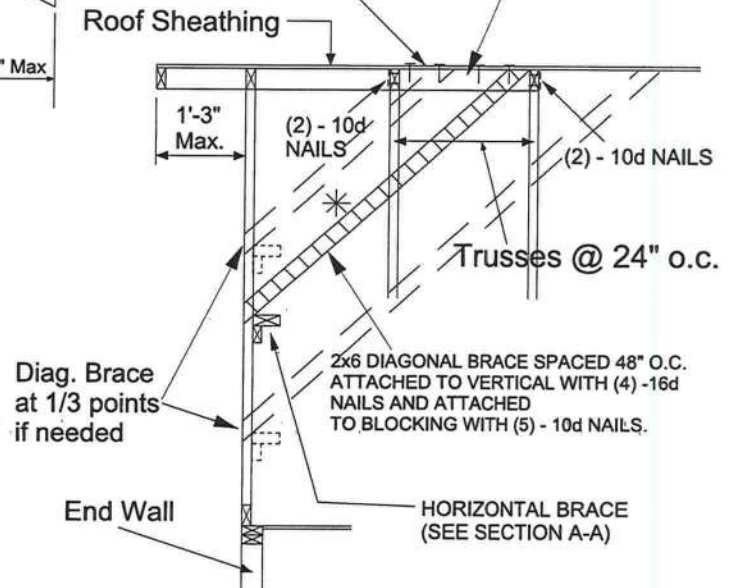 Roof Sheathing
" Max
1'-3"
Max.
(2) - 10d
NAILS
(2) - 10d NAILS
Trusses @ 24" o.c.
Diag. Brace
at 1/3 points
if needed
2x6 DIAGONAL BRACE SPACED 48" O.C.
ATTACHED TO VERTICAL WITH (4) -16d
NAILS AND ATTACHED
TO BLOCKING WITH (5) - 10d NAILS.
End Wall
HORIZONTAL BRACE
(SEE SECTION A-A)